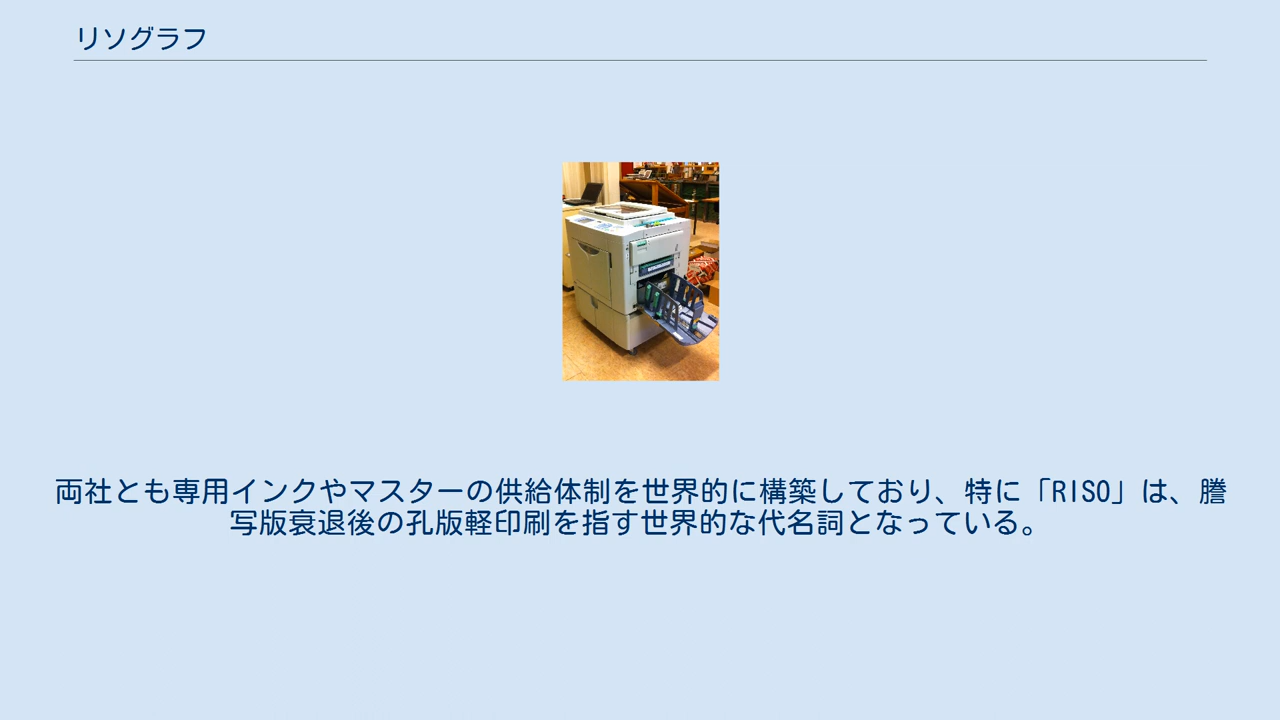 リソグラフ
両社とも専用インクやマスターの供給体制を世界的に構築しており、特に「RISO」は、謄
写版衰退後の孔版軽印刷を指す世界的な代名詞となっている。